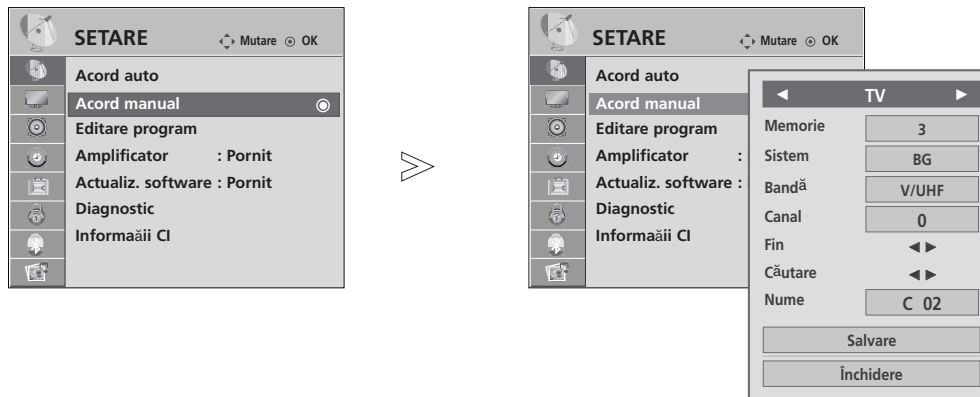 SETARE Mutare OK
Acord auto
Acord manual
Editare program
Amplificator : Pornit
Actualiz. software : Pornit
Diagnostic
Informaăii CI
SETARE Mutare OK
Acord auto
Acord manual
Editare program
Amplificator :
Actualiz. software :
Diagnostic
Informaăii CI
TV
Memorie 3
Sistem BG
Bandă V/UHF
Canal 0
Fin
Căutare
Nume C 02
Salvare
Închidere